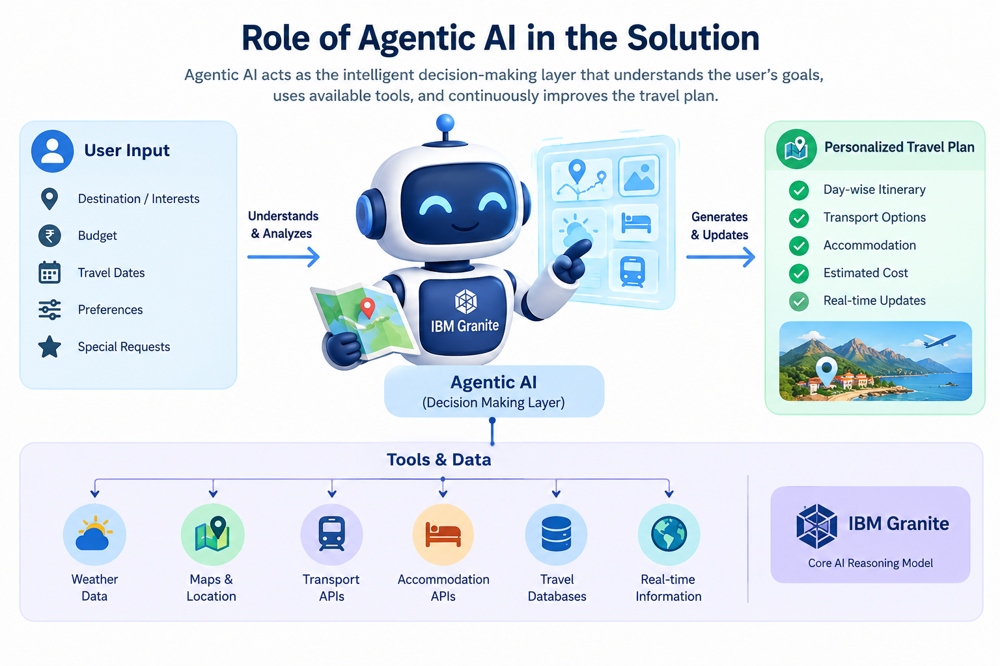 Role of Agentic AI in the Solution
Agentic AI acts as the intelligent decision-making layer that understands the user's goals,
uses available tools, and continuously improves the travel plan.
User Input
Destination / Interests
₹
Budget
Travel Dates
Preferences
Special Requests
Understands
& Analyzes
IBM Granite
Agentic AI
(Decision Making Layer)
Generates
& Updates
Personalized Travel Plan
Day-wise Itinerary
Transport Options
Accommodation
Estimated Cost
Real-time Updates
Tools & Data
Weather
Data
Maps &
Location
Transport
APIs
Accommodation
APIs
Travel
Databases
Real-time
Information
IBM Granite
Core AI Reasoning Model